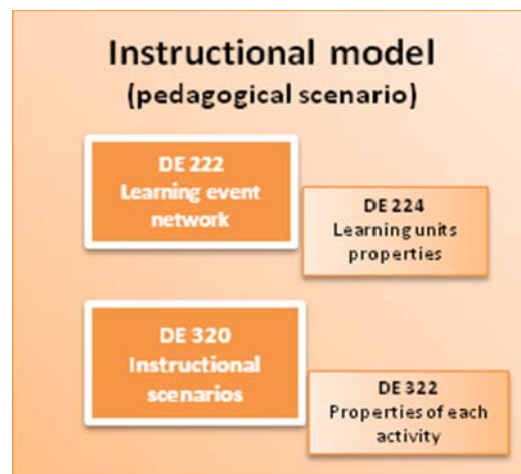 Instructional model
(pedagogical scenario)
DE 222
Learning event
network
DE 224
Learning units
properties
DE 320
Instructional
scenarios
DE 322
Properties of each
activity